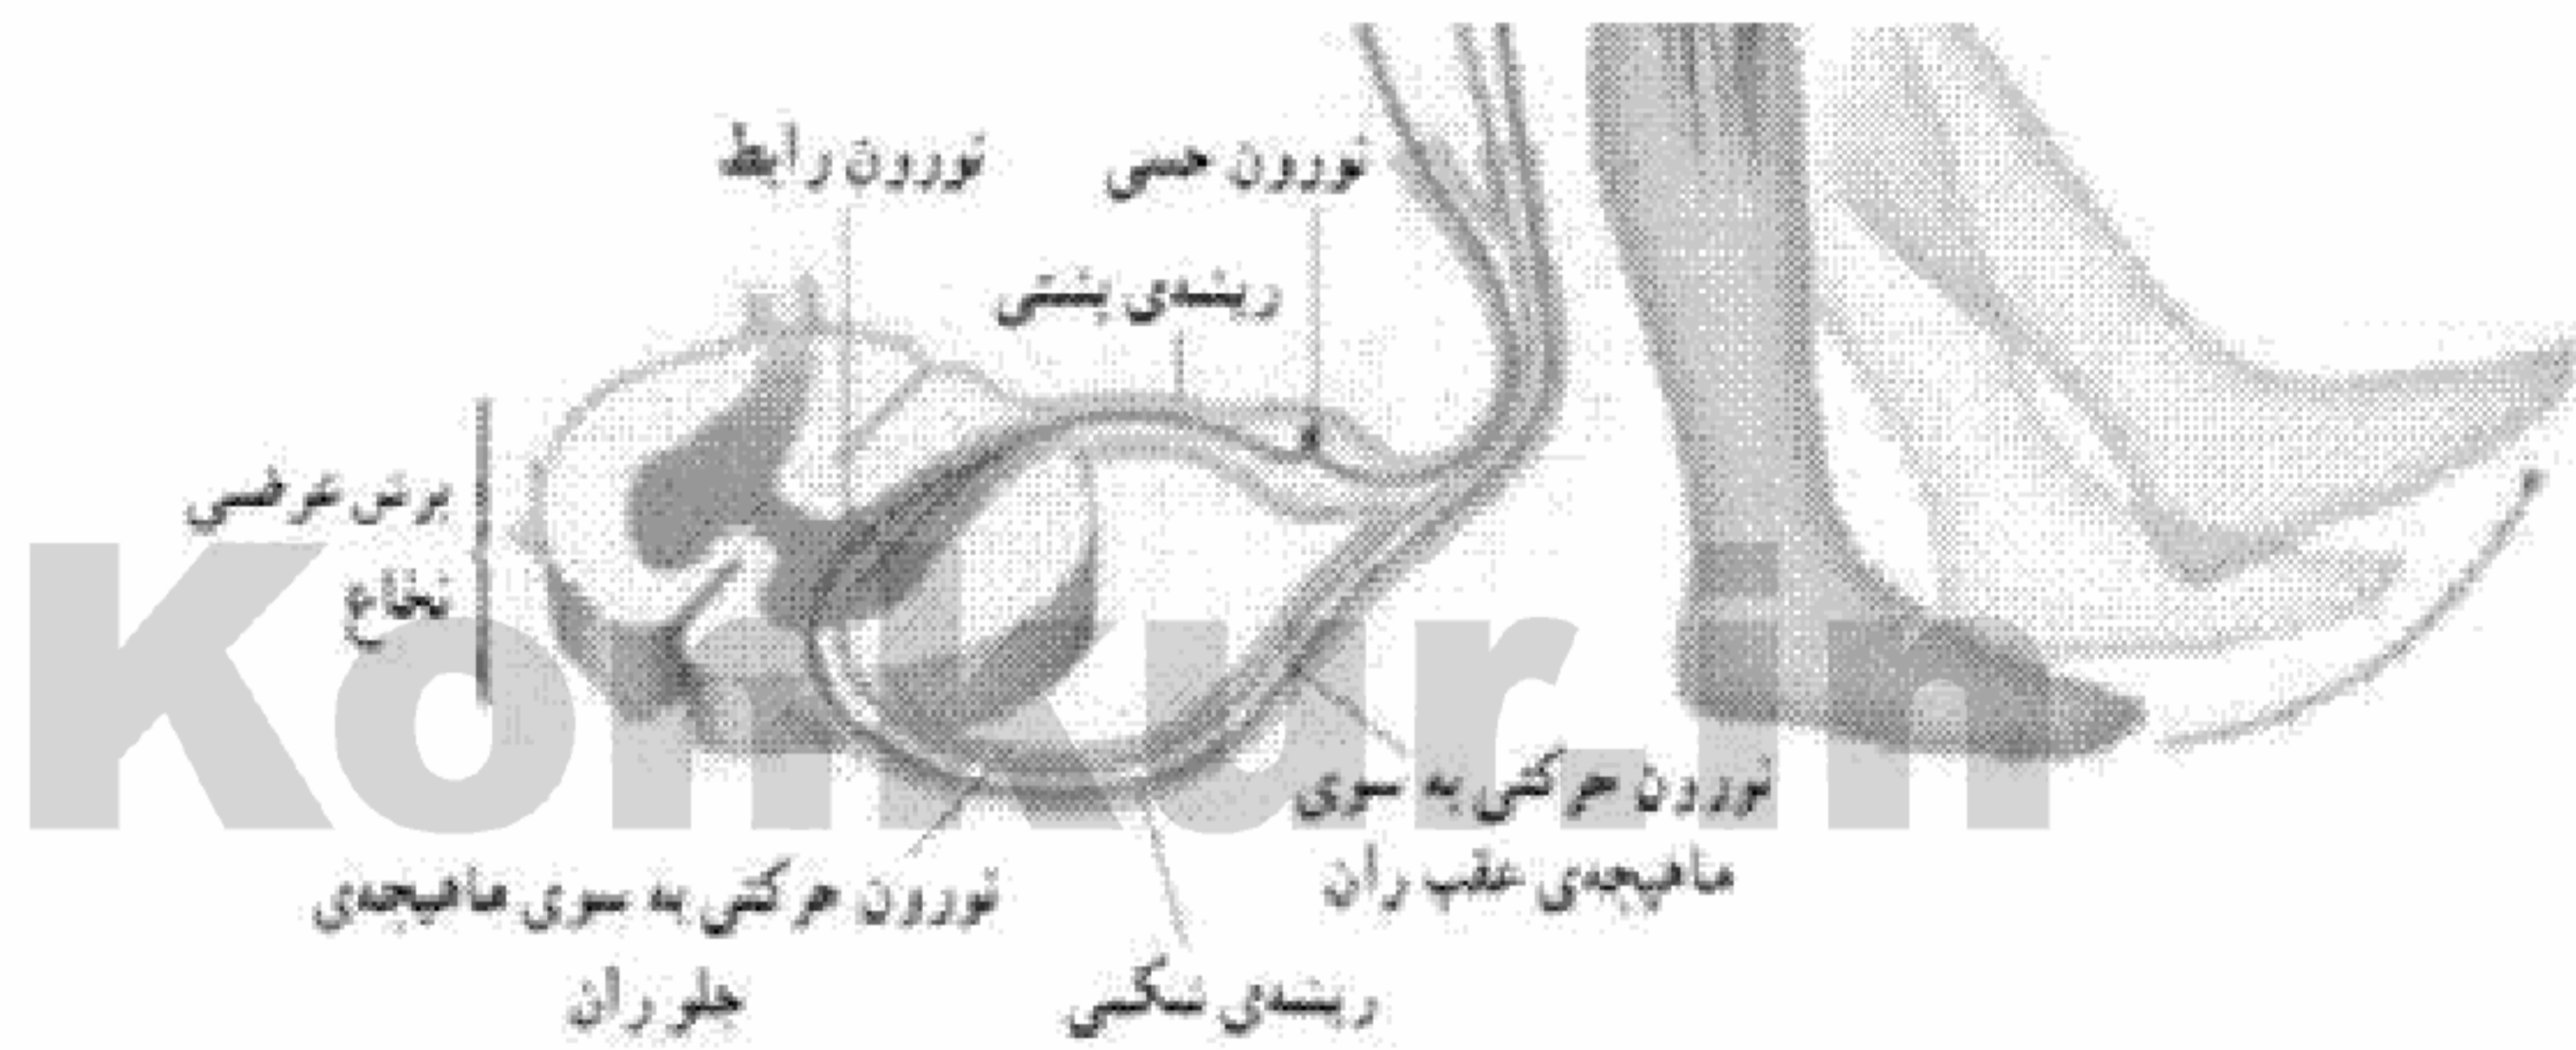 نورون رابط
نورون حسی
ریشه‌ی پشتی
برش عرضی
نخاع
Konkur.in
نورون حرکتی به سوی
ماهیچه‌ی عقب ران
نورون حرکتی به سوی ماهیچه‌ی
جلو ران
ریشه‌ی شکمی